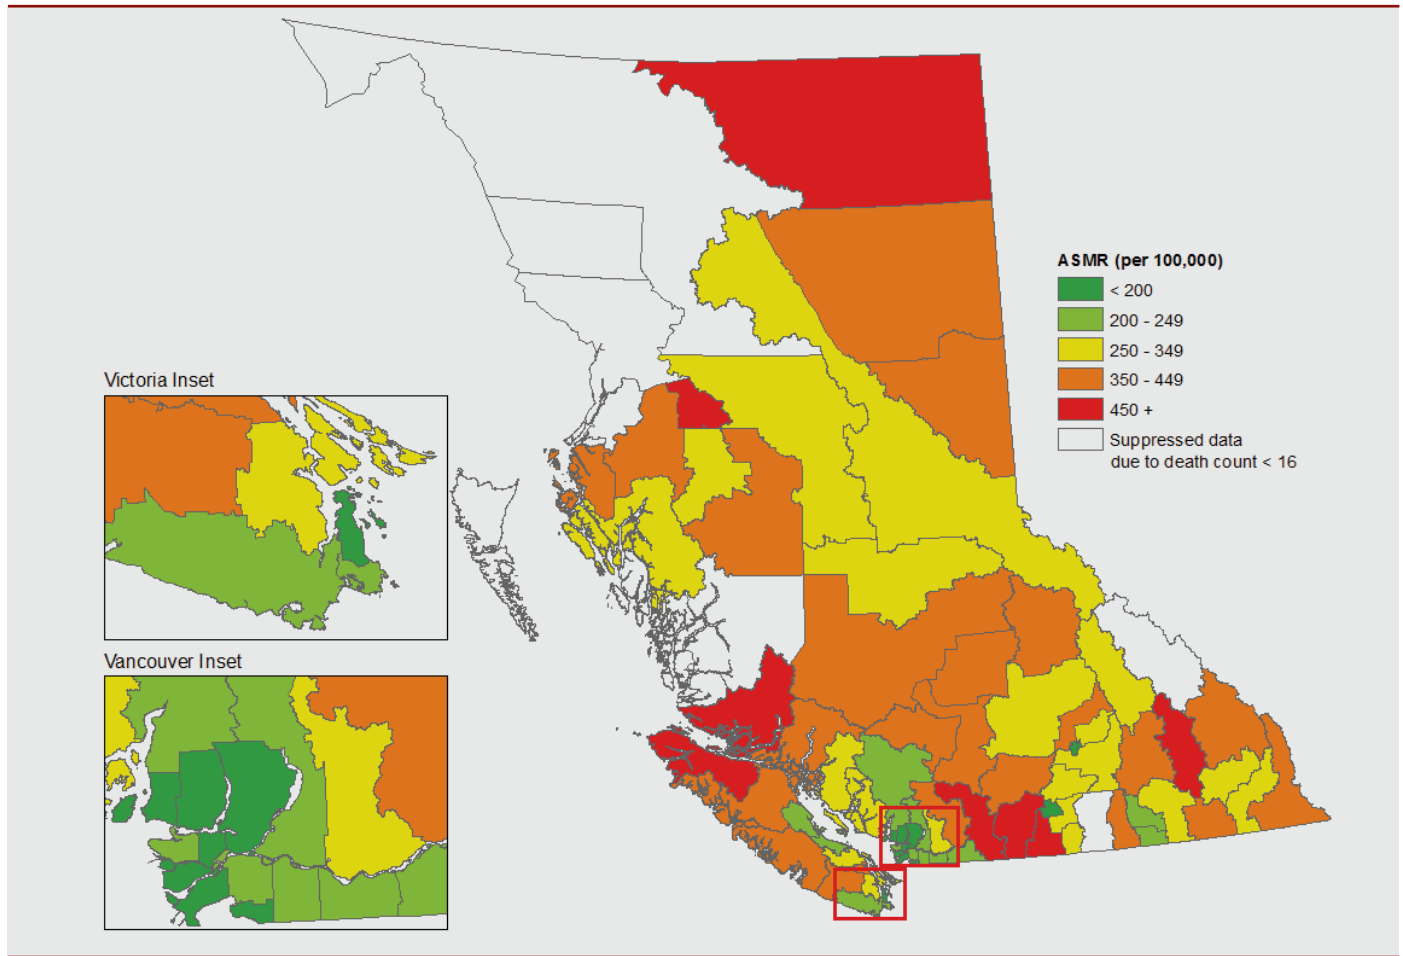 ASMR (per 100,000)
< 200
200 - 249
250 - 349
350 - 449
450 +
Suppressed data
due to death count < 16
Victoria Inset
Vancouver Inset